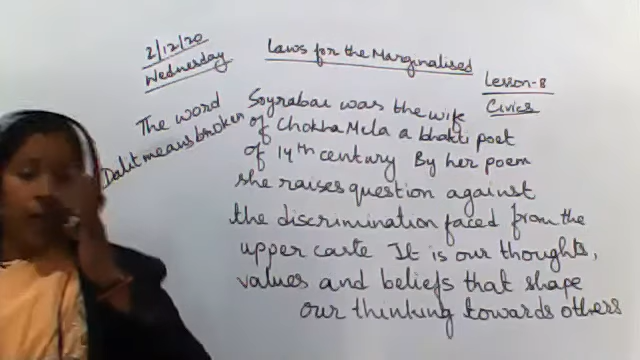 2/12/20
Wednesday
Laws for the Marginalised
Lesson-8
Civics
The word
Dalit means broken
Soyrabai was the wife
of Chokha Mela a bhakti poet
of 14th century By her poem
she raises question against
the discrimination faced from the
upper caste It is our thoughts,
values and beliefs that shape
our thinking towards others